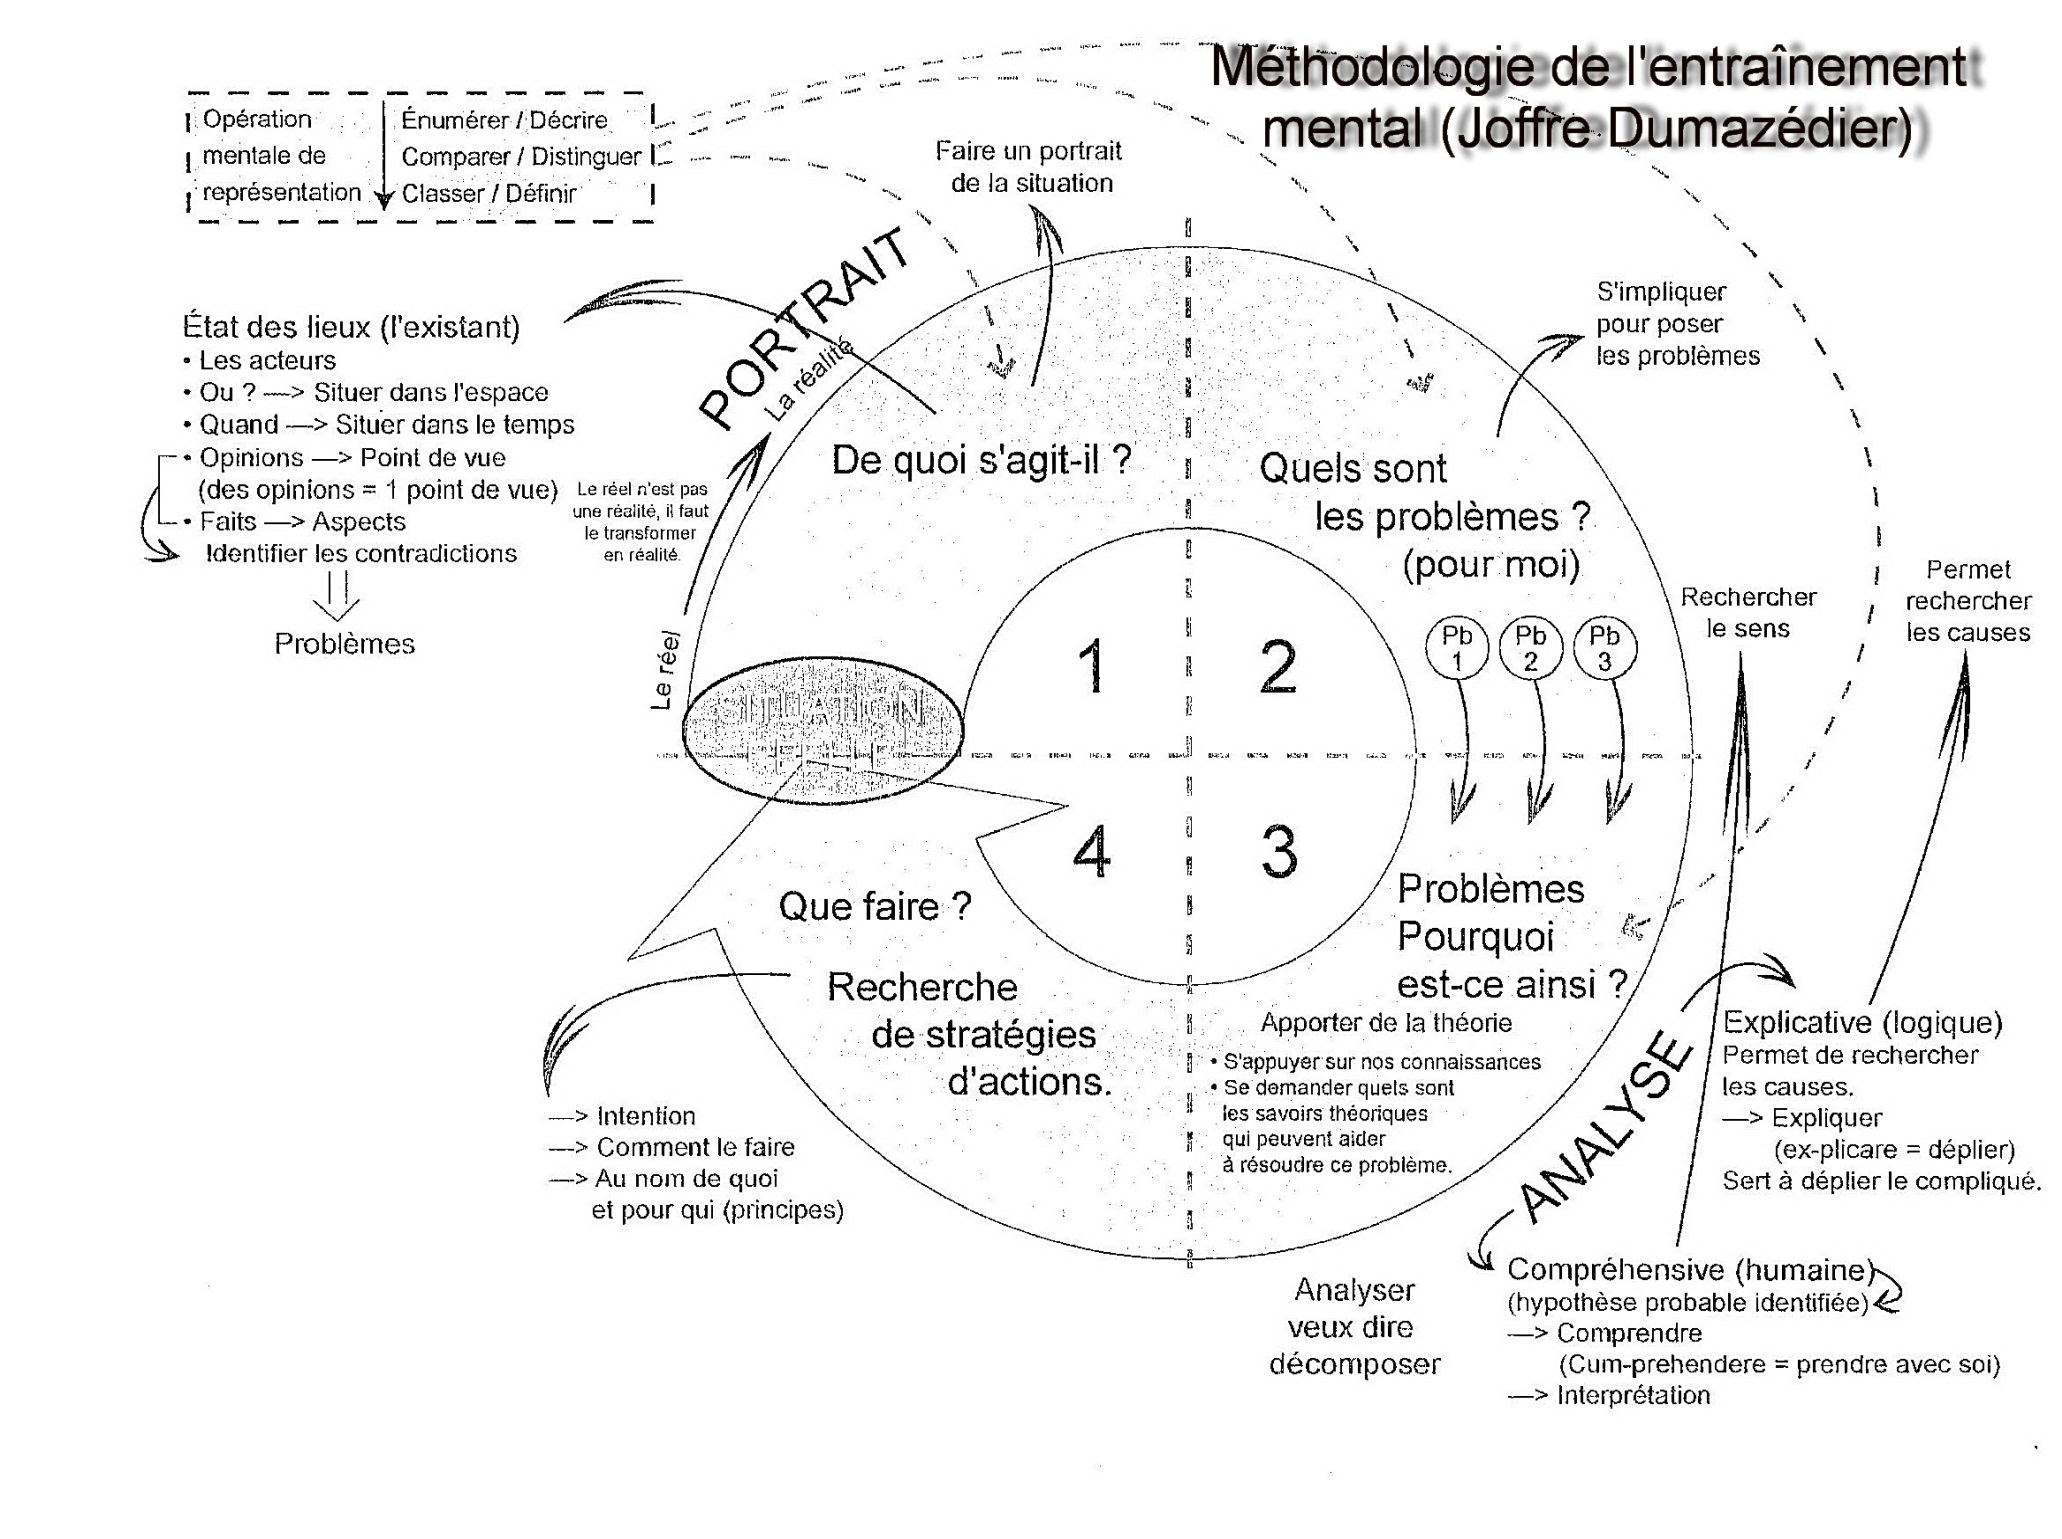 Méthodologie de l'entraînement
mental (Joffre Dumazédier)
Opération
mentale de
représentation
Énumérer / Décrire
Comparer / Distinguer
Classer / Définir
Faire un portrait
de la situation
PORTRAIT
La réalité
S'impliquer
pour poser
les problèmes
État des lieux (l'existant)
• Les acteurs
• Ou ? —> Situer dans l'espace
• Quand —> Situer dans le temps
• Opinions —> Point de vue
(des opinions = 1 point de vue)
• Faits —> Aspects
Identifier les contradictions
Problèmes
Le réel n'est pas
une réalité, il faut
le transformer
en réalité.
Le réel
De quoi s'agit-il ?
Quels sont
les problèmes ?
(pour moi)
Pb
1
Pb
2
Pb
3
Rechercher
le sens
Permet
rechercher
les causes
1
2
SITUATION
4
3
Que faire ?
Recherche
de stratégies
d'actions.
—> Intention
—> Comment le faire
—> Au nom de quoi
et pour qui (principes)
Problèmes
Pourquoi
est-ce ainsi ?
Apporter de la théorie
• S'appuyer sur nos connaissances
• Se demander quels sont
les savoirs théoriques
qui peuvent aider
à résoudre ce problème.
ANALYSE
Explicative (logique)
Permet de rechercher
les causes.
—> Expliquer
(ex-plicare = déplier)
Sert à déplier le compliqué.
Analyser
veux dire
décomposer
Compréhensive (humaine)
(hypothèse probable identifiée)
—> Comprendre
(Cum-prehendere = prendre avec soi)
—> Interprétation